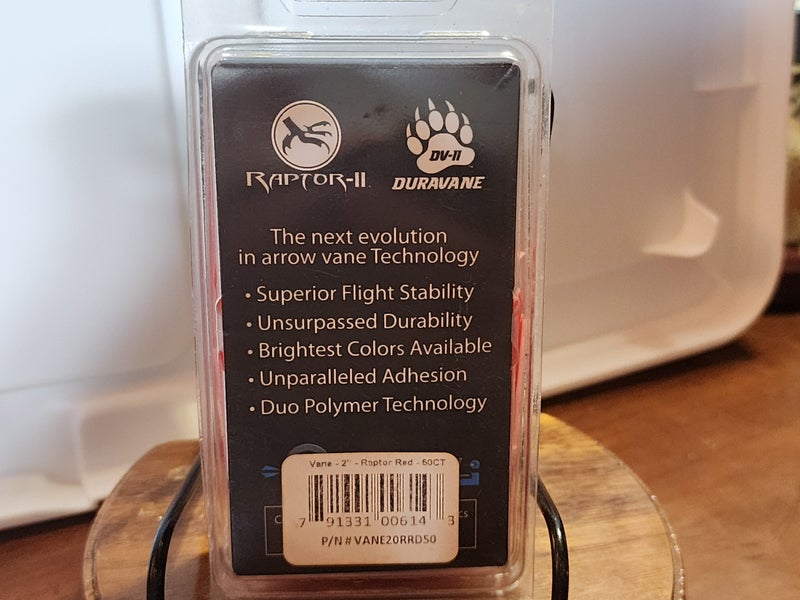 RAPTOR-II
DV-II
DURAVANE
The next evolution
in arrow vane Technology
• Superior Flight Stability
• Unsurpassed Durability
• Brightest Colors Available
• Unparalleled Adhesion
• Duo Polymer Technology
Vane - 2" - Raptor Red - 50CT
7 91331 00614 3
P/N # VANE20RRD50